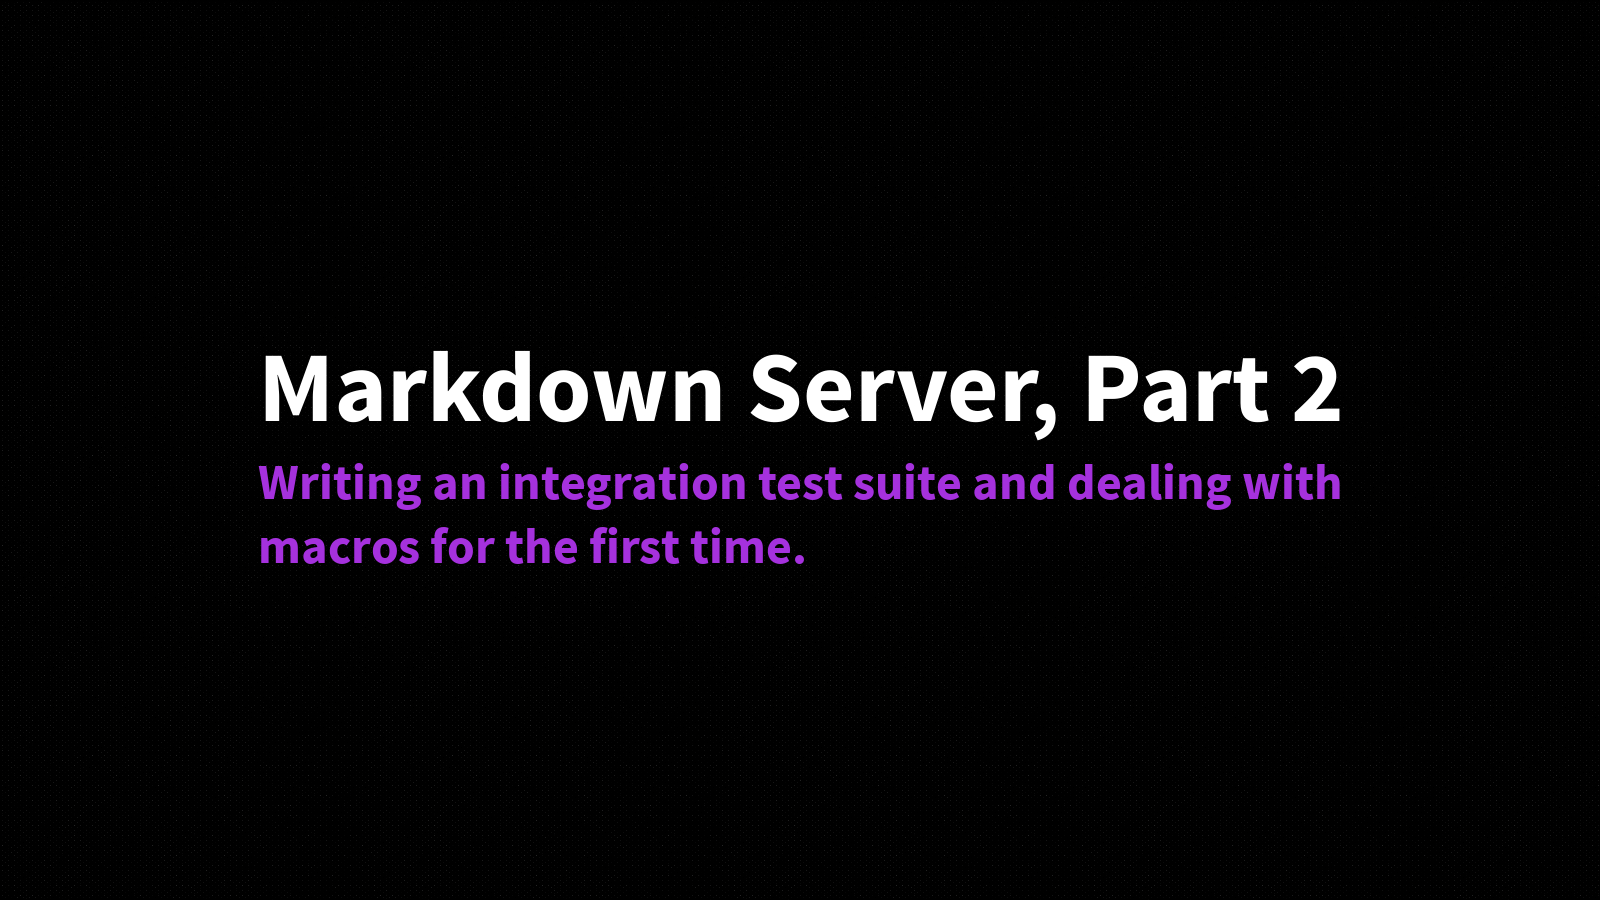 Markdown Server, Part 2
Writing an integration test suite and dealing with
macros for the first time.